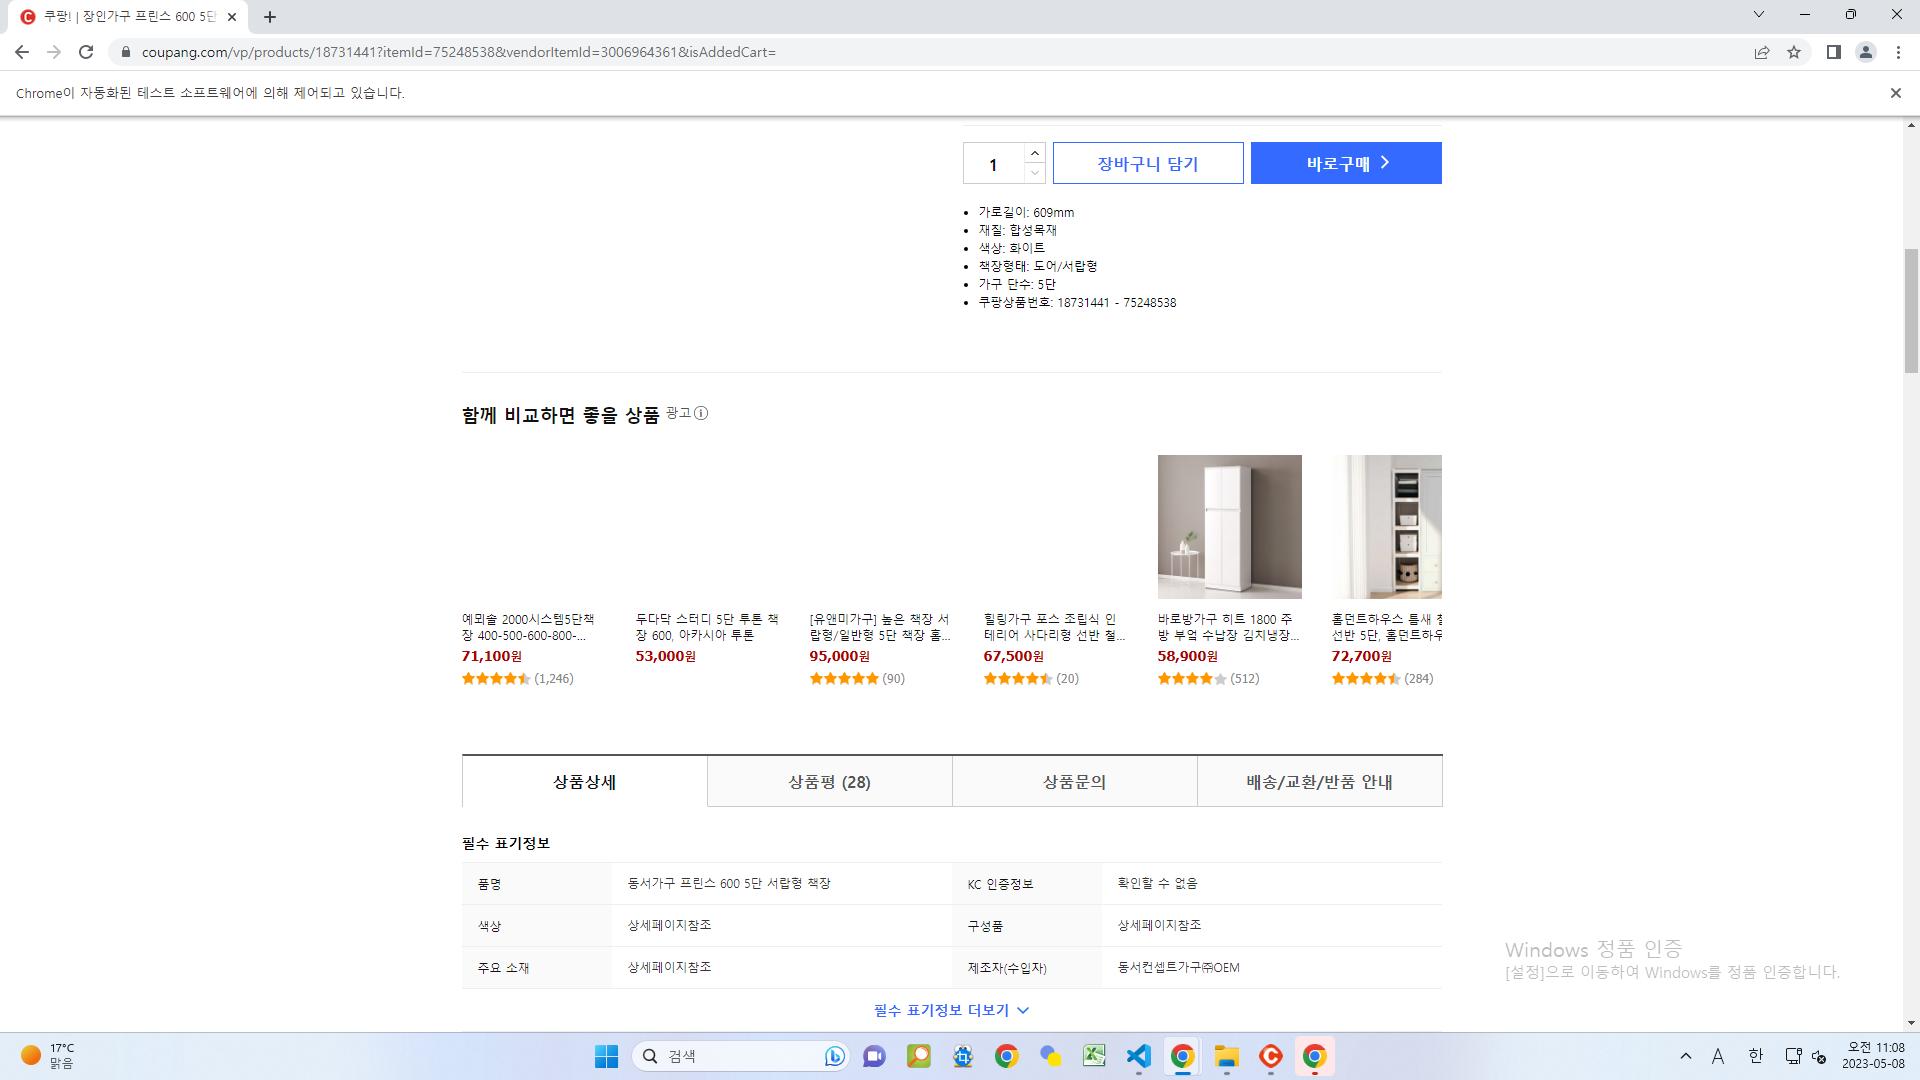 쿠팡! | 장인가구 프린스 600 5단
coupang.com/vp/products/18731441?itemId=75248538&vendorItemId=3006964361&isAddedCart=
Chrome이 자동화된 테스트 소프트웨어에 의해 제어되고 있습니다.
1
장바구니 담기
바로구매
가로길이: 609mm
재질: 합성목재
색상: 화이트
책장형태: 도어/서랍형
가구 단수: 5단
쿠팡상품번호: 18731441 - 75248538
함께 비교하면 좋을 상품 광고
예뫼솔 2000시스템5단책
장 400-500-600-800-...
71,100원
(1,246)
두다닥 스터디 5단 투톤 책
장 600, 아카시아 투톤
53,000원
[유앤미가구] 높은 책장 서
랍형/일반형 5단 책장 홈...
95,000원
(90)
힐링가구 포스 조립식 인
테리어 사다리형 선반 철...
67,500원
(20)
바로방가구 히트 1800 주
방 부엌 수납장 김치냉장...
58,900원
(512)
홈던트하우스 틈새 철
선반 5단, 홈던트하우
72,700원
(284)
상품상세
상품평 (28)
상품문의
배송/교환/반품 안내
필수 표기정보
품명 동서가구 프린스 600 5단 서랍형 책장 KC 인증정보 확인할 수 없음
색상 상세페이지참조 구성품 상세페이지참조
주요 소재 상세페이지참조 제조자(수입자) 동서컨셉트가구㈜OEM
필수 표기정보 더보기
Windows 정품 인증
[설정]으로 이동하여 Windows를 정품 인증합니다.
17°C
맑음
검색
A
한
오전 11:08
2023-05-08